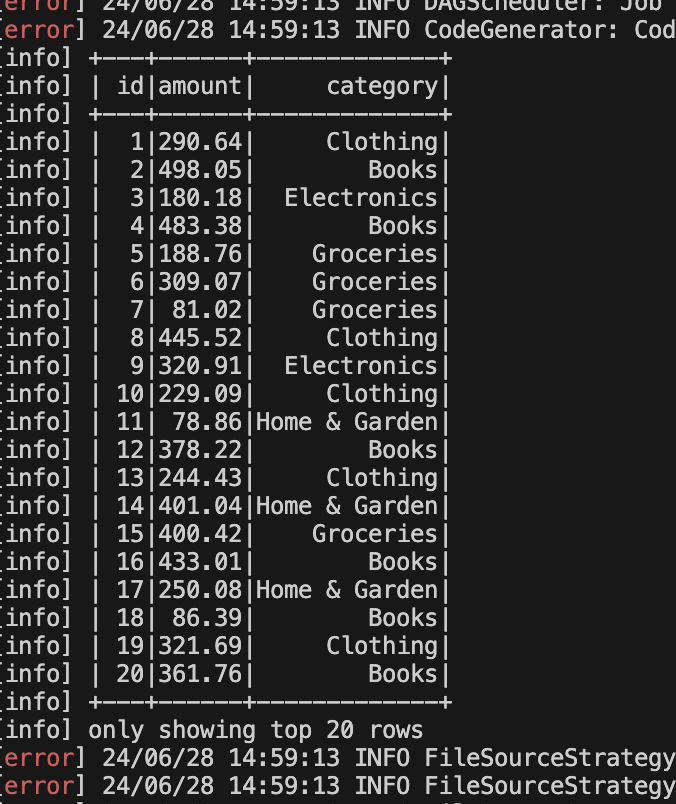 [error] 24/06/28 14:59:13 INFO DAGScheduler: Job
[error] 24/06/28 14:59:13 INFO CodeGenerator: Cod
[info] +---+------+-------------+
[info] | id|amount|     category|
[info] +---+------+-------------+
[info] |  1|290.64|     Clothing|
[info] |  2|498.05|        Books|
[info] |  3|180.18|  Electronics|
[info] |  4|483.38|        Books|
[info] |  5|188.76|    Groceries|
[info] |  6|309.07|    Groceries|
[info] |  7| 81.02|    Groceries|
[info] |  8|445.52|     Clothing|
[info] |  9|320.91|  Electronics|
[info] | 10|229.09|     Clothing|
[info] | 11| 78.86|Home & Garden|
[info] | 12|378.22|        Books|
[info] | 13|244.43|     Clothing|
[info] | 14|401.04|Home & Garden|
[info] | 15|400.42|    Groceries|
[info] | 16|433.01|        Books|
[info] | 17|250.08|Home & Garden|
[info] | 18| 86.39|        Books|
[info] | 19|321.69|     Clothing|
[info] | 20|361.76|        Books|
[info] +---+------+-------------+
[info] only showing top 20 rows
[error] 24/06/28 14:59:13 INFO FileSourceStrategy
[error] 24/06/28 14:59:13 INFO FileSourceStrategy